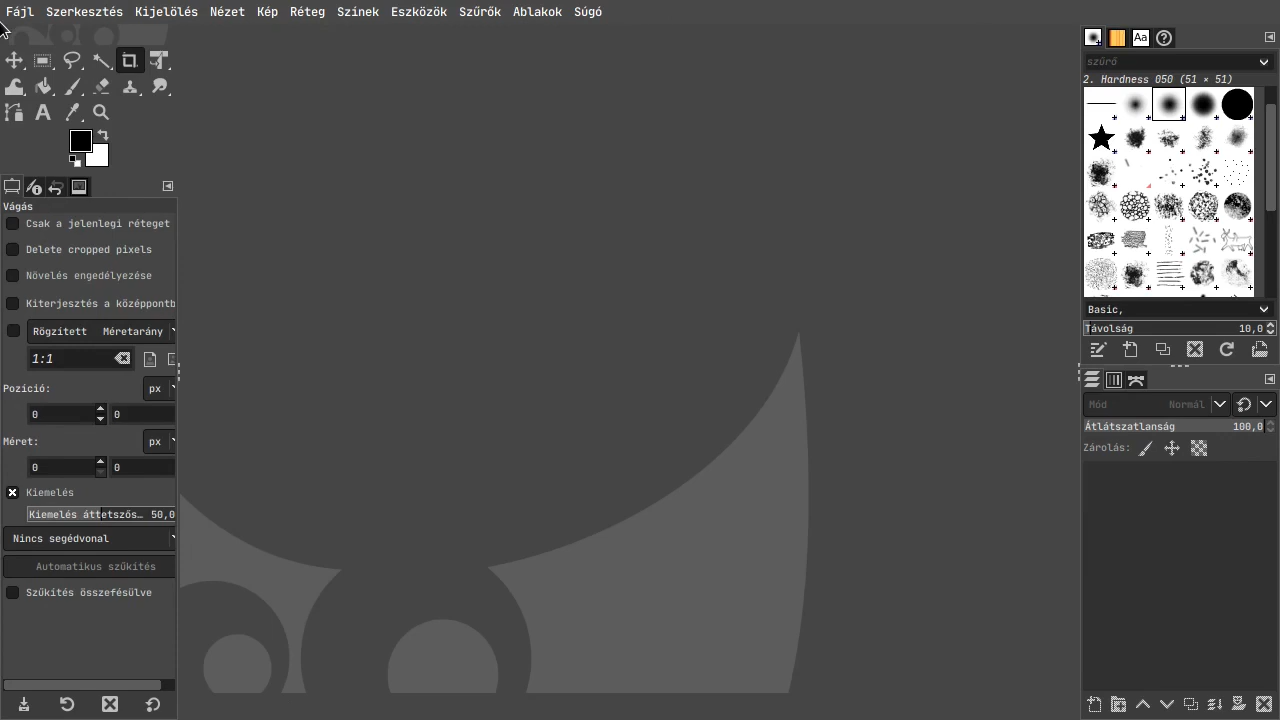 Fájl Szerkesztés Kijelölés Nézet Kép Réteg Színek Eszközök Szűrők Ablakok Súgó
Aa
szűrő
2. Hardness 050 (51 × 51)
Vágás
Csak a jelenlegi réteget
Delete cropped pixels
Növelés engedélyezése
Kiterjesztés a középpontb
Rögzített Méretarány
1:1
Pozíció: px
0 0
Méret: px
0 0
Kiemelés
Kiemelés áttetszős… 50,0
Nincs segédvonal
Automatikus szűkítés
Szűkítés összefésülve
Basic,
Távolság 10,0
Mód Normál
Átlátszatlanság 100,0
Zárolás: